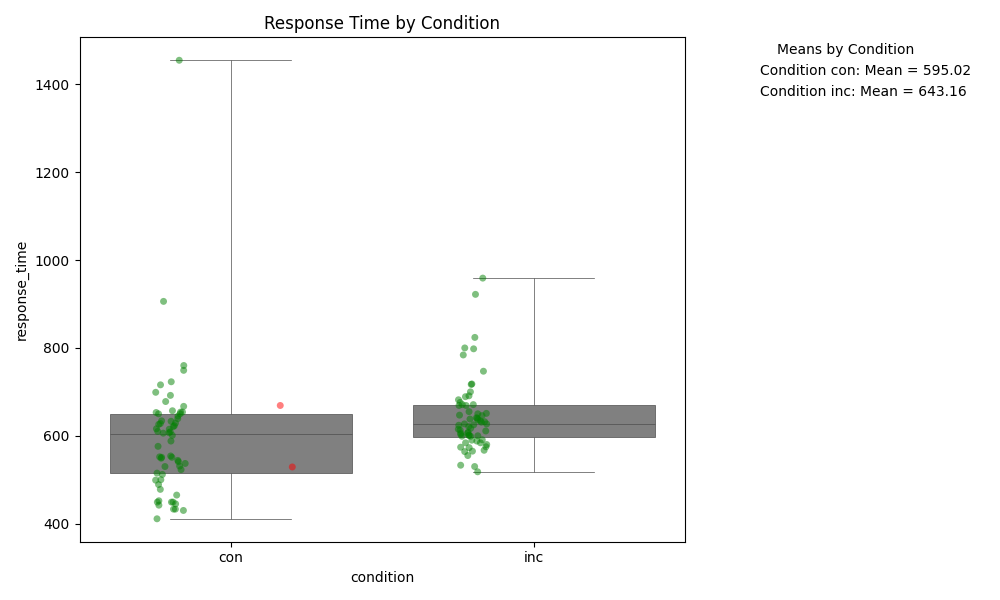 Response Time by Condition
Means by Condition
Condition con: Mean = 595.02
Condition inc: Mean = 643.16
response_time
1400
1200
1000
800
600
400
con
inc
condition